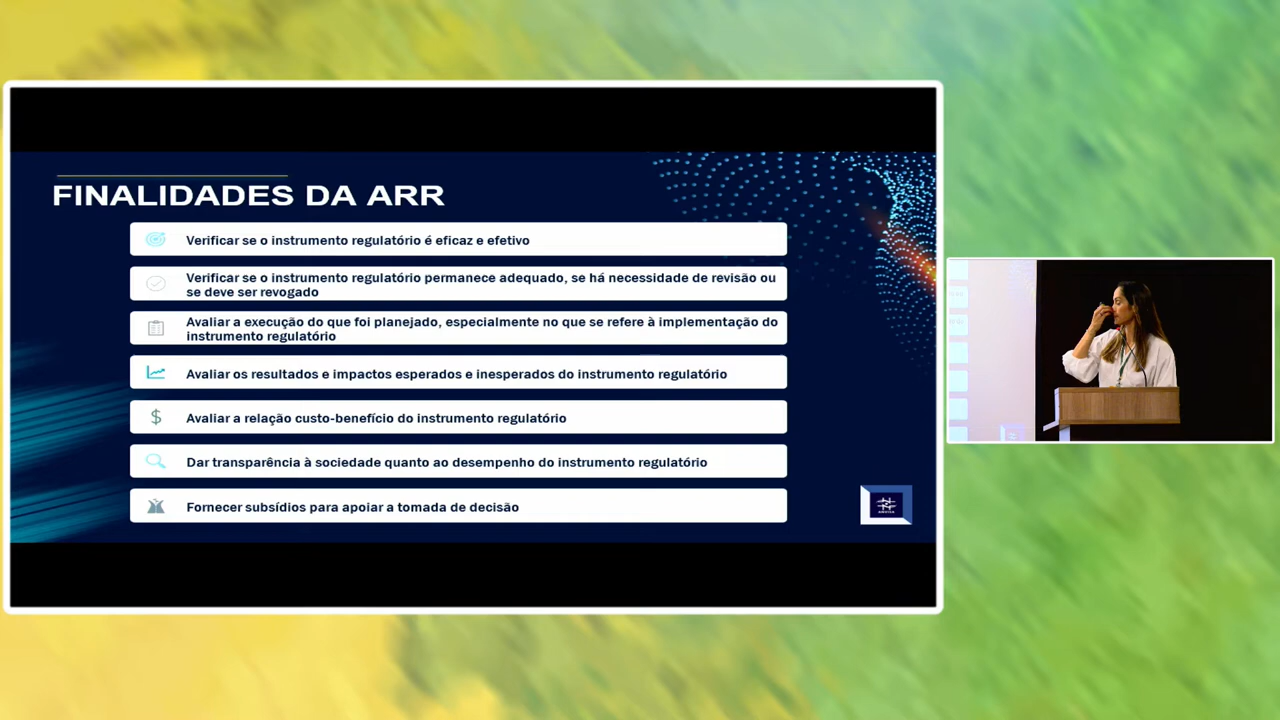 FINALIDADES DA ARR
Verificar se o instrumento regulatório é eficaz e efetivo
Verificar se o instrumento regulatório permanece adequado, se há necessidade de revisão ou
se deve ser revogado
Avaliar a execução do que foi planejado, especialmente no que se refere à implementação do
instrumento regulatório
Avaliar os resultados e impactos esperados e inesperados do instrumento regulatório
Avaliar a relação custo-benefício do instrumento regulatório
Dar transparência à sociedade quanto ao desempenho do instrumento regulatório
Fornecer subsídios para apoiar a tomada de decisão